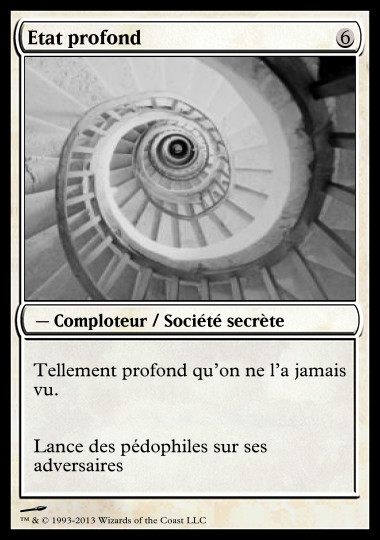 Etat profond 6
— Comploteur / Société secrète
Tellement profond qu'on ne l'a jamais
vu.
Lance des pédophiles sur ses
adversaires
™ & © 1993-2013 Wizards of the Coast LLC